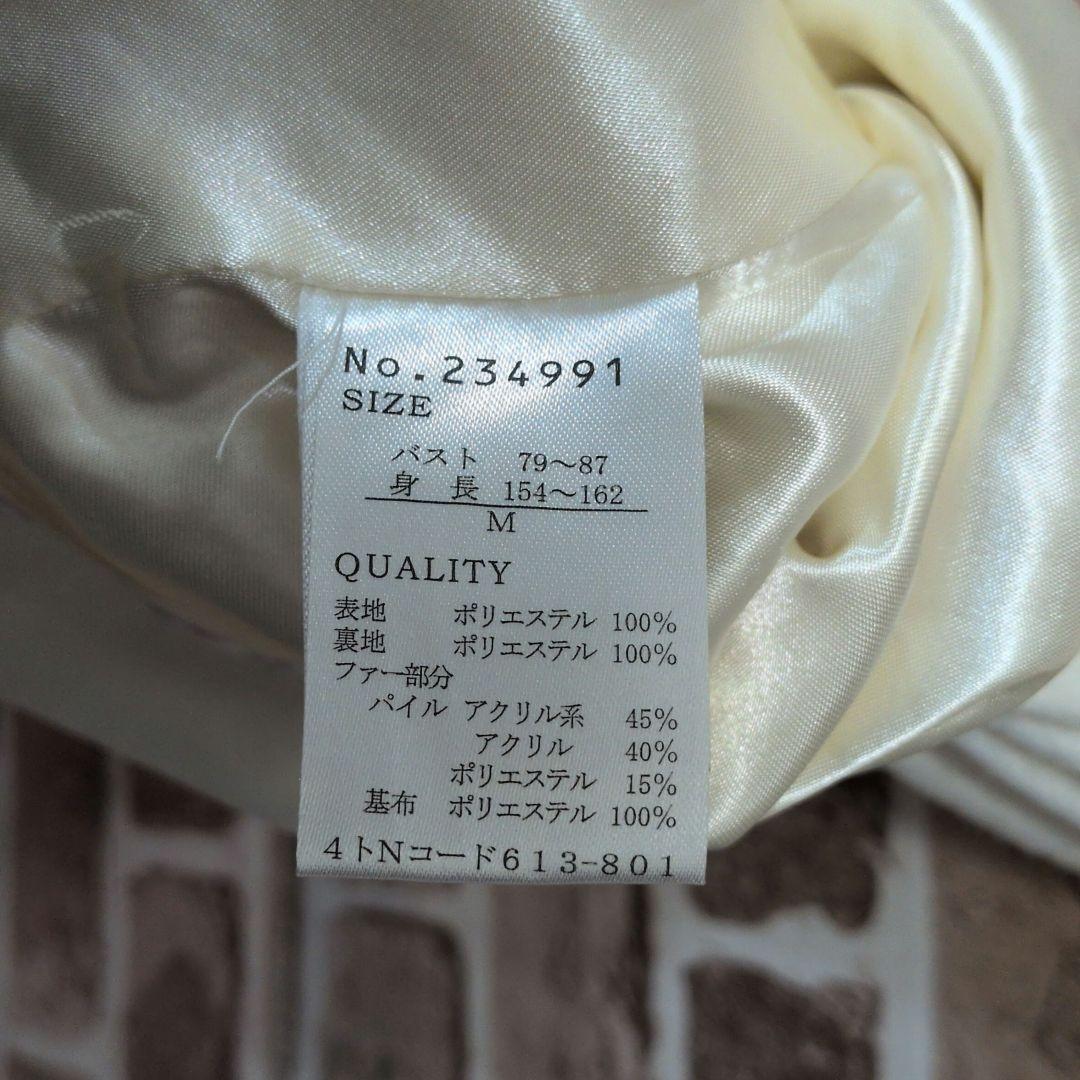 No.234991
SIZE
バスト 79〜87
身長 154〜162
M
QUALITY
表地 ポリエステル 100%
裏地 ポリエステル 100%
ファー部分
パイル アクリル系 45%
アクリル 40%
ポリエステル 15%
基布 ポリエステル 100%
4トNコード613-801